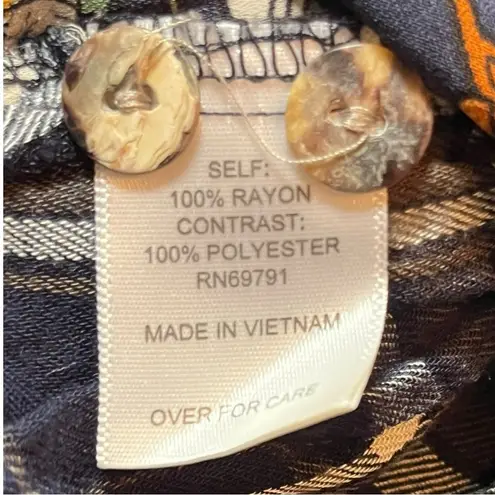 SELF:
100% RAYON
CONTRAST:
100% POLYESTER
RN69791
MADE IN VIETNAM
OVER FOR CARE